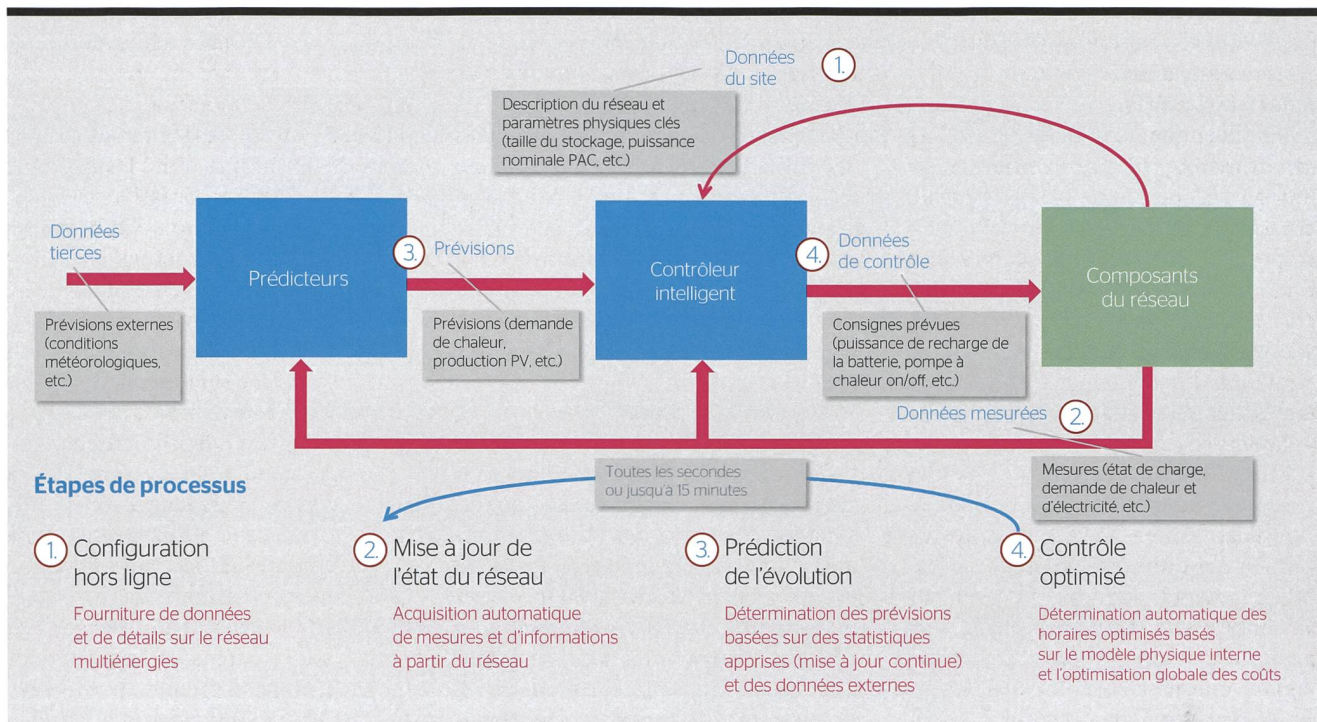 Données
du site
1.
Description du réseau et
paramètres physiques clés
(taille du stockage, puissance
nominale PAC, etc.)
Données
tierces
Prédicteurs
3.
Prévisions
Contrôleur
intelligent
4.
Données
de contrôle
Composants
du réseau
Prévisions externes
(conditions
météorologiques,
etc.)
Prévisions (demande
de chaleur,
production PV, etc.)
Consignes prévues
(puissance de recharge de
la batterie, pompe à
chaleur on/off, etc.)
Données mesurées
2.
Mesures (état de charge,
demande de chaleur et
d'électricité, etc.)
Toutes les secondes
ou jusqu'à 15 minutes
Étapes de processus
1.
Configuration
hors ligne
Fourniture de données
et de détails sur le réseau
multiénergies
2.
Mise à jour de
l'état du réseau
Acquisition automatique
de mesures et d'informations
à partir du réseau
3.
Prédiction
de l'évolution
Détermination des prévisions
basées sur des statistiques
apprises (mise à jour continue)
et des données externes
4.
Contrôle
optimisé
Détermination automatique des
horaires optimisés basés
sur le modèle physique interne
et l'optimisation globale des coûts